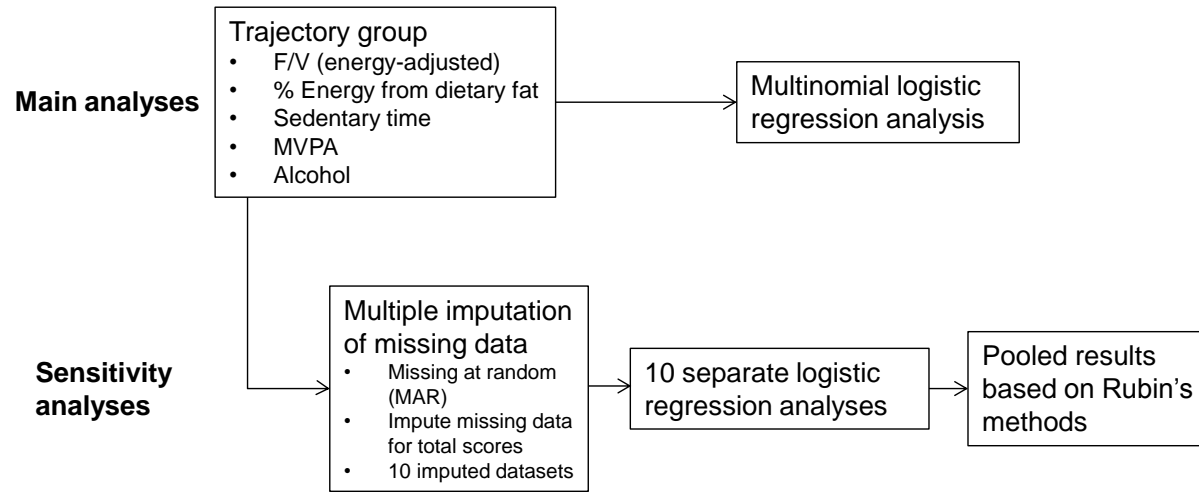 Main analyses
Trajectory group
• F/V (energy-adjusted)
• % Energy from dietary fat
• Sedentary time
• MVPA
• Alcohol
Multinomial logistic
regression analysis
Sensitivity
analyses
Multiple imputation
of missing data
• Missing at random
(MAR)
• Impute missing data
for total scores
• 10 imputed datasets
10 separate logistic
regression analyses
Pooled results
based on Rubin’s
methods